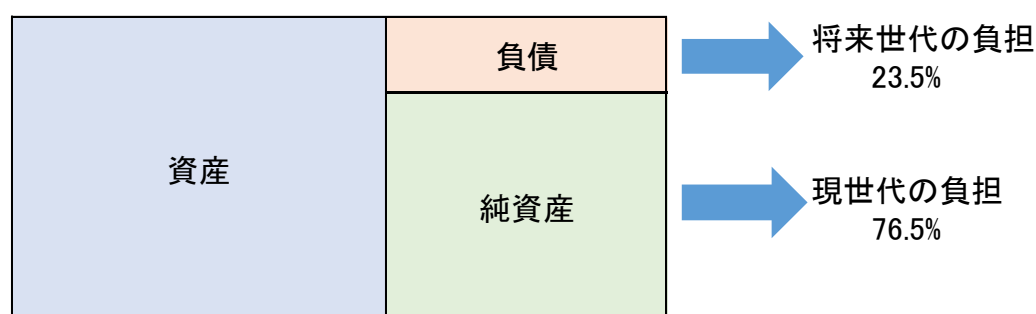 負債
将来世代の負担
23.5%
資産
純資産
現世代の負担
76.5%